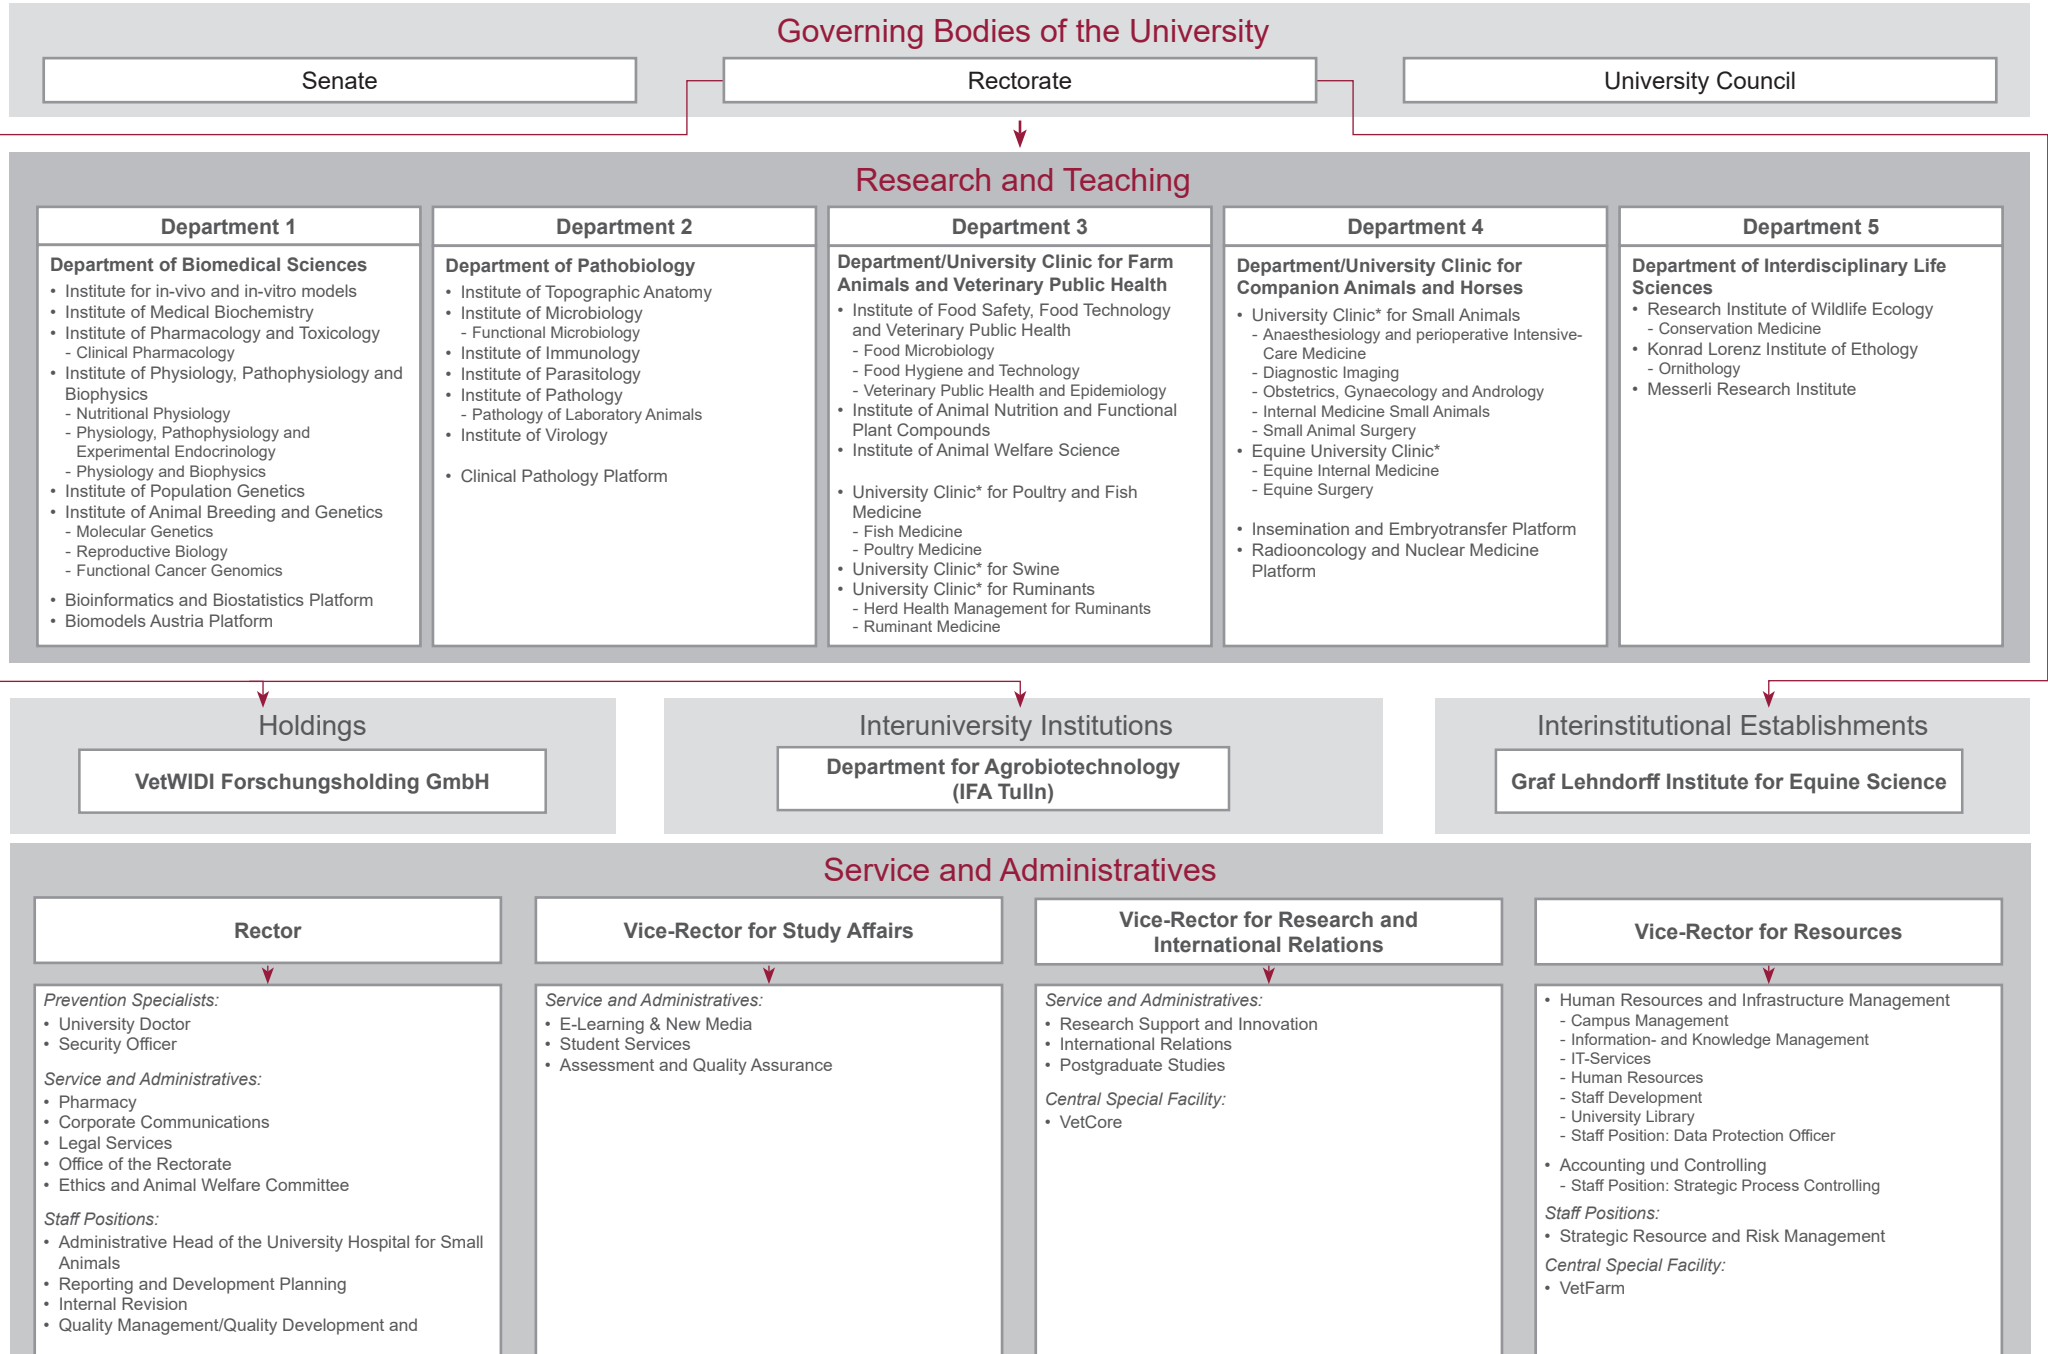 Governing Bodies of the University
Senate
Rectorate
University Council
Research and Teaching
Department 1
Department of Biomedical Sciences
• Institute for in-vivo and in-vitro models
• Institute of Medical Biochemistry
• Institute of Pharmacology and Toxicology
- Clinical Pharmacology
• Institute of Physiology, Pathophysiology and
Biophysics
- Nutritional Physiology
- Physiology, Pathophysiology and
Experimental Endocrinology
- Physiology and Biophysics
• Institute of Population Genetics
• Institute of Animal Breeding and Genetics
- Molecular Genetics
- Reproductive Biology
- Functional Cancer Genomics
• Bioinformatics and Biostatistics Platform
• Biomodels Austria Platform
Department 2
Department of Pathobiology
• Institute of Topographic Anatomy
• Institute of Microbiology
- Functional Microbiology
• Institute of Immunology
• Institute of Parasitology
• Institute of Pathology
- Pathology of Laboratory Animals
• Institute of Virology
• Clinical Pathology Platform
Department 3
Department/University Clinic for Farm
Animals and Veterinary Public Health
• Institute of Food Safety, Food Technology
and Veterinary Public Health
- Food Microbiology
- Food Hygiene and Technology
- Veterinary Public Health and Epidemiology
• Institute of Animal Nutrition and Functional
Plant Compounds
• Institute of Animal Welfare Science
• University Clinic* for Poultry and Fish
Medicine
- Fish Medicine
- Poultry Medicine
• University Clinic* for Swine
• University Clinic* for Ruminants
- Herd Health Management for Ruminants
- Ruminant Medicine
Department 4
Department/University Clinic for
Companion Animals and Horses
• University Clinic* for Small Animals
- Anaesthesiology and perioperative Intensive-
Care Medicine
- Diagnostic Imaging
- Obstetrics, Gynaecology and Andrology
- Internal Medicine Small Animals
- Small Animal Surgery
• Equine University Clinic*
- Equine Internal Medicine
- Equine Surgery
• Insemination and Embryotransfer Platform
• Radiooncology and Nuclear Medicine
Platform
Department 5
Department of Interdisciplinary Life
Sciences
• Research Institute of Wildlife Ecology
- Conservation Medicine
• Konrad Lorenz Institute of Ethology
- Ornithology
• Messerli Research Institute
Holdings
VetWIDI Forschungsholding GmbH
Interuniversity Institutions
Department for Agrobiotechnology
(IFA Tulln)
Interinstitutional Establishments
Graf Lehndorff Institute for Equine Science
Service and Administratives
Rector
Prevention Specialists:
• University Doctor
• Security Officer
Service and Administratives:
• Pharmacy
• Corporate Communications
• Legal Services
• Office of the Rectorate
• Ethics and Animal Welfare Committee
Staff Positions:
• Administrative Head of the University Hospital for Small
Animals
• Reporting and Development Planning
• Internal Revision
• Quality Management/Quality Development and
Vice-Rector for Study Affairs
Service and Administratives:
• E-Learning & New Media
• Student Services
• Assessment and Quality Assurance
Vice-Rector for Research and
International Relations
Service and Administratives:
• Research Support and Innovation
• International Relations
• Postgraduate Studies
Central Special Facility:
• VetCore
Vice-Rector for Resources
• Human Resources and Infrastructure Management
- Campus Management
- Information- and Knowledge Management
- IT-Services
- Human Resources
- Staff Development
- University Library
- Staff Position: Data Protection Officer
• Accounting und Controlling
- Staff Position: Strategic Process Controlling
Staff Positions:
• Strategic Resource and Risk Management
Central Special Facility:
• VetFarm